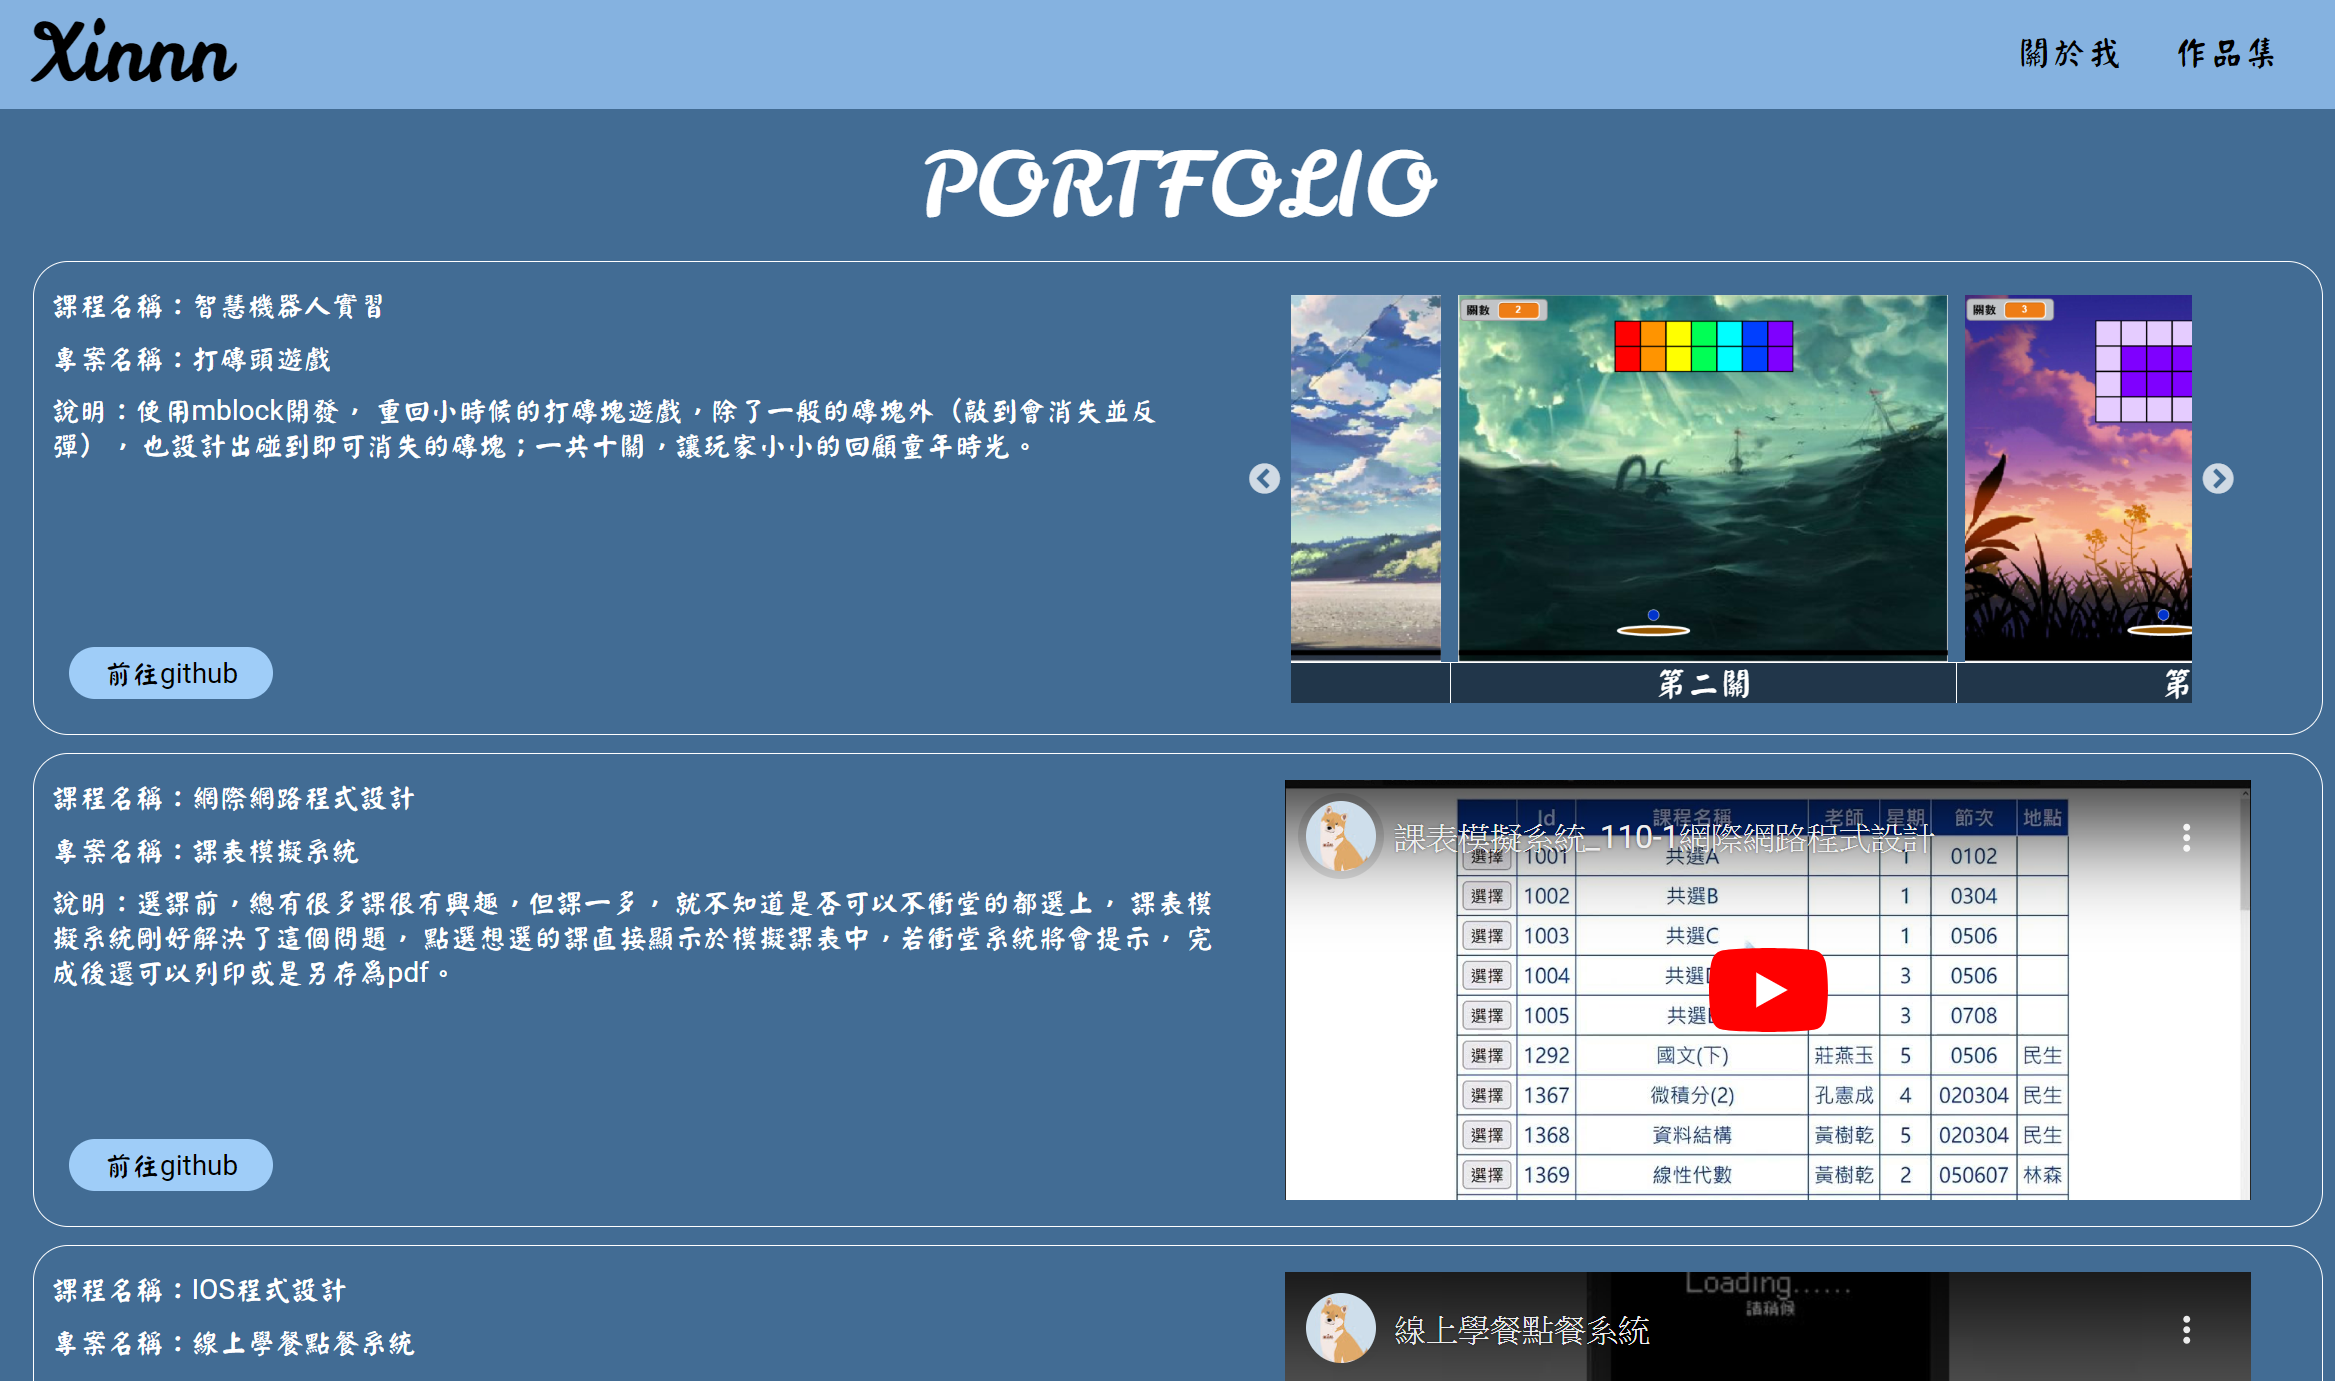 Xinnn
關於我 作品集
PORTFOLIO
課程名稱：智慧機器人實習
專案名稱：打磚頭遊戲
說明：使用mblock開發，重回小時候的打磚塊遊戲，除了一般的磚塊外（敲到會消失並反
彈），也設計出碰到即可消失的磚塊；一共十關，讓玩家小小的回顧童年時光。
前往github
關數 2
關數 3
第二關
第
課程名稱：網際網路程式設計
專案名稱：課表模擬系統
說明：選課前，總有很多課很有興趣，但課一多，就不知道是否可以不衝堂的都選上，課表模
擬系統剛好解決了這個問題，點選想選的課直接顯示於模擬課表中，若衝堂系統將會提示，完
成後還可以列印或是另存為pdf。
前往github
課表模擬系統_110-1網際網路程式設計
Id 課程名稱 老師 星期 節次 地點
選擇 1001 共選A 1 0102
選擇 1002 共選B 1 0304
選擇 1003 共選C 1 0506
選擇 1004 共選 3 0506
選擇 1005 共選 3 0708
選擇 1292 國文(下) 莊燕玉 5 0506 民生
選擇 1367 微積分(2) 孔憲成 4 020304 民生
選擇 1368 資料結構 黃樹乾 5 020304 民生
選擇 1369 線性代數 黃樹乾 2 050607 林森
課程名稱：IOS程式設計
專案名稱：線上學餐點餐系統
Loading......
請稍候
線上學餐點餐系統